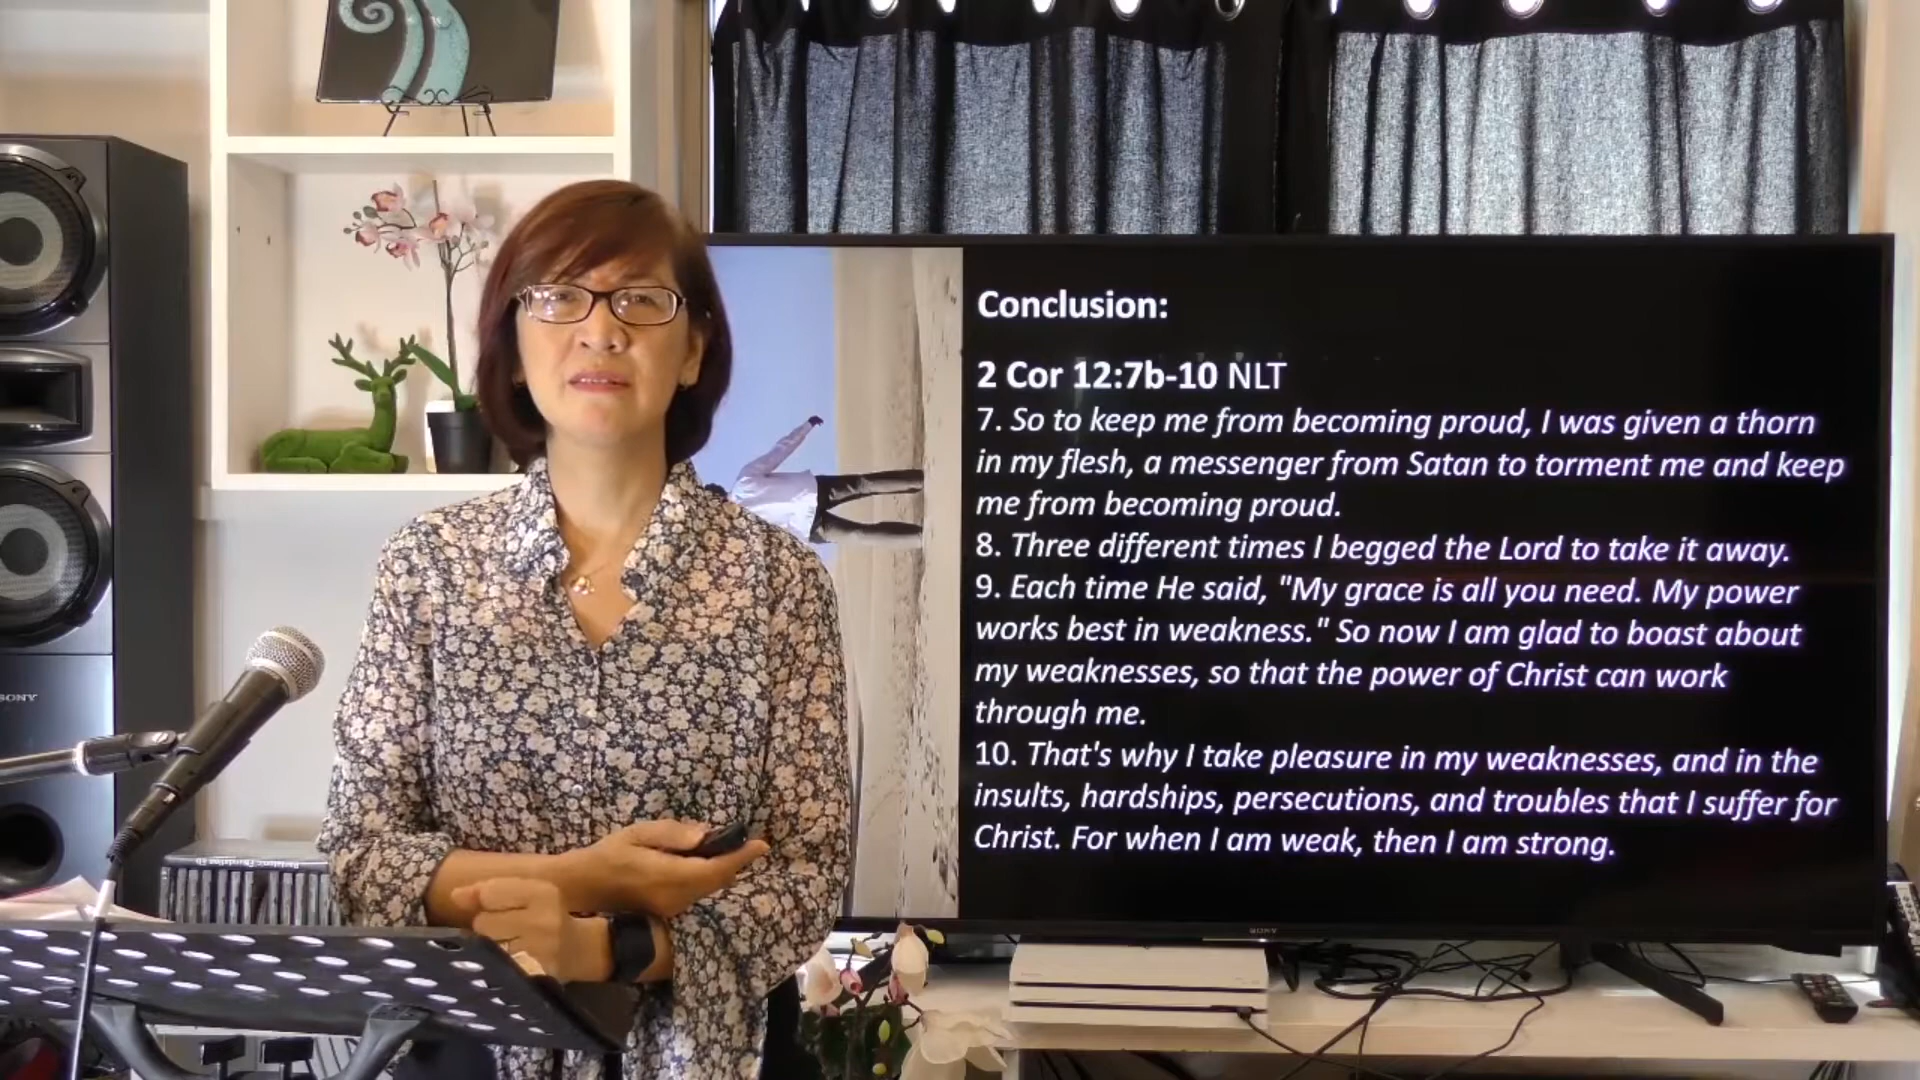 Conclusion:
2 Cor 12:7b-10 NLT
7. So to keep me from becoming proud, I was given a thorn
in my flesh, a messenger from Satan to torment me and keep
me from becoming proud.
8. Three different times I begged the Lord to take it away.
9. Each time He said, "My grace is all you need. My power
works best in weakness." So now I am glad to boast about
my weaknesses, so that the power of Christ can work
through me.
10. That's why I take pleasure in my weaknesses, and in the
insults, hardships, persecutions, and troubles that I suffer for
Christ. For when I am weak, then I am strong.
SONY
SONY